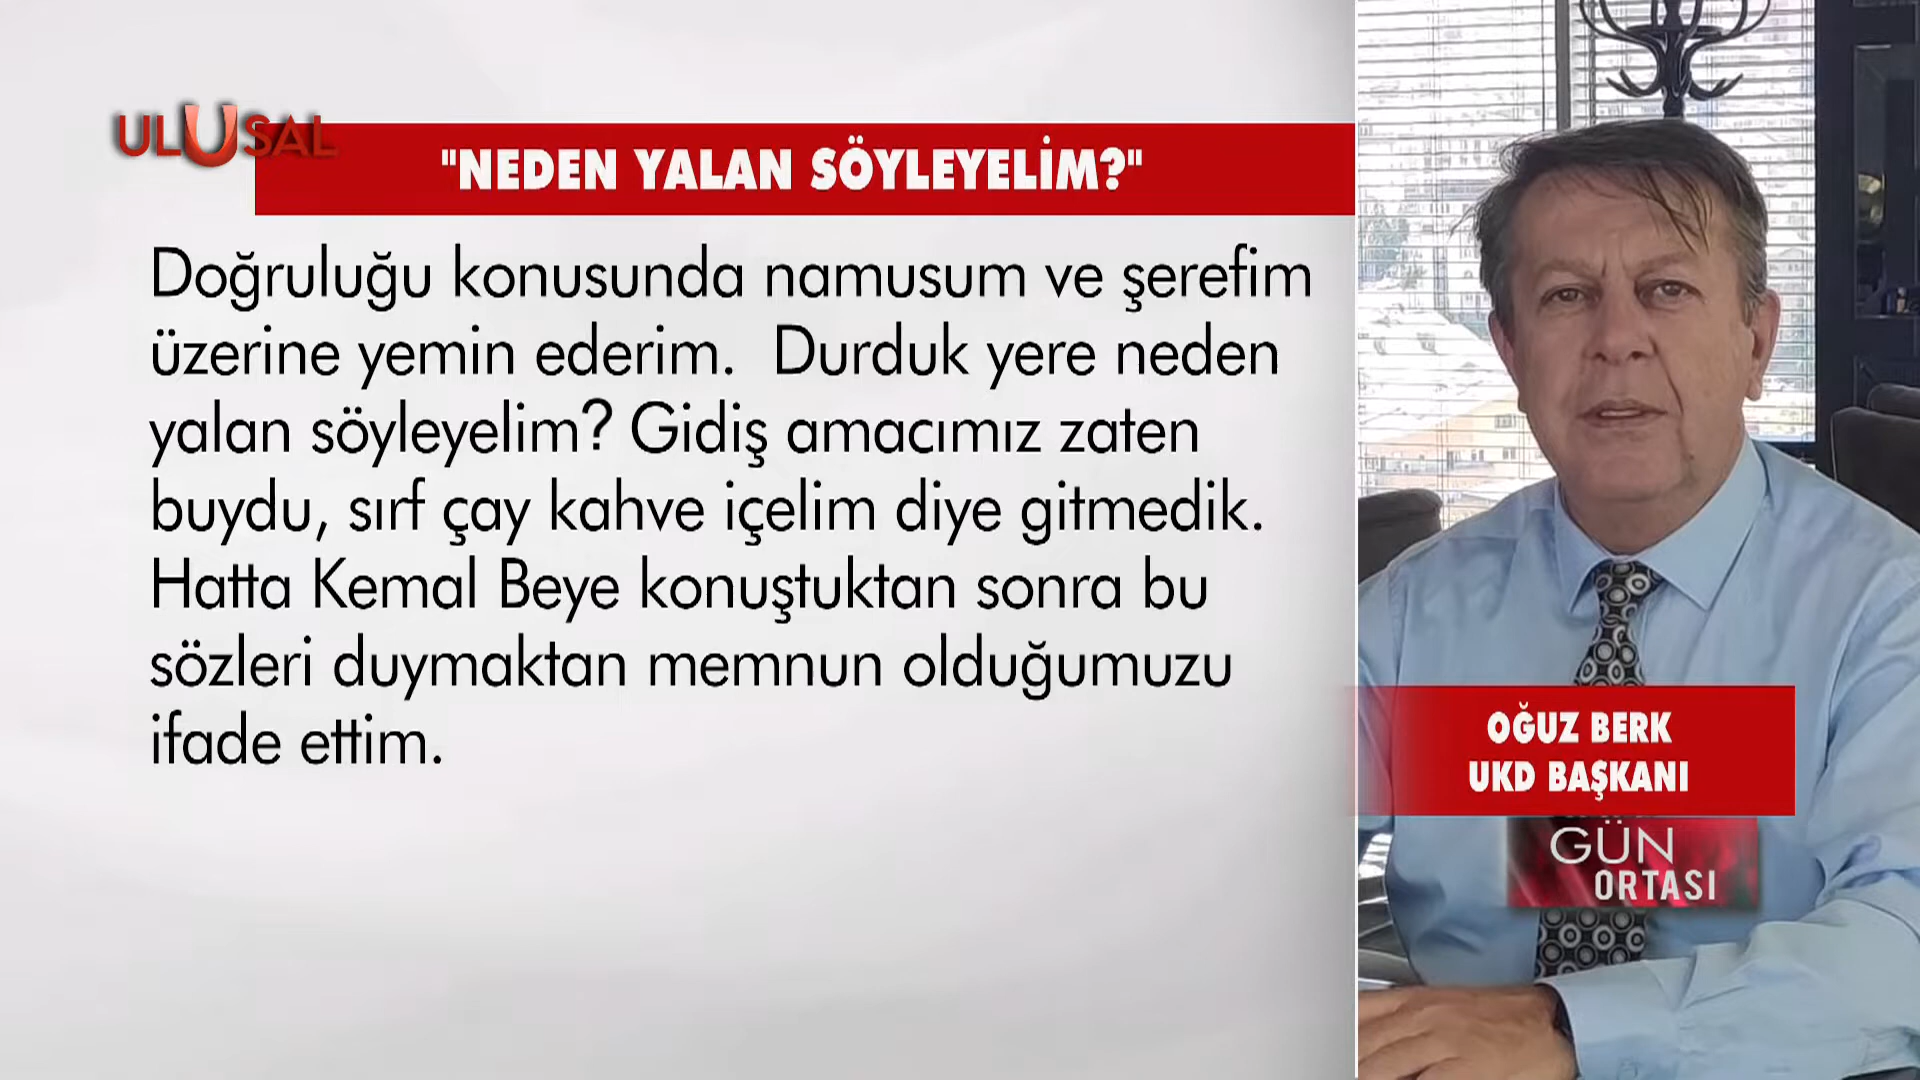 ULUSAL
"NEDEN YALAN SÖYLEYELİM?"
Doğruluğu konusunda namusum ve şerefim
üzerine yemin ederim. Durduk yere neden
yalan söyleyelim? Gidiş amacımız zaten
buydu, sırf çay kahve içelim diye gitmedik.
Hatta Kemal Beye konuştuktan sonra bu
sözleri duymaktan memnun olduğumuzu
ifade ettim.
OĞUZ BERK
UKD BAŞKANI
GÜN
ORTASI